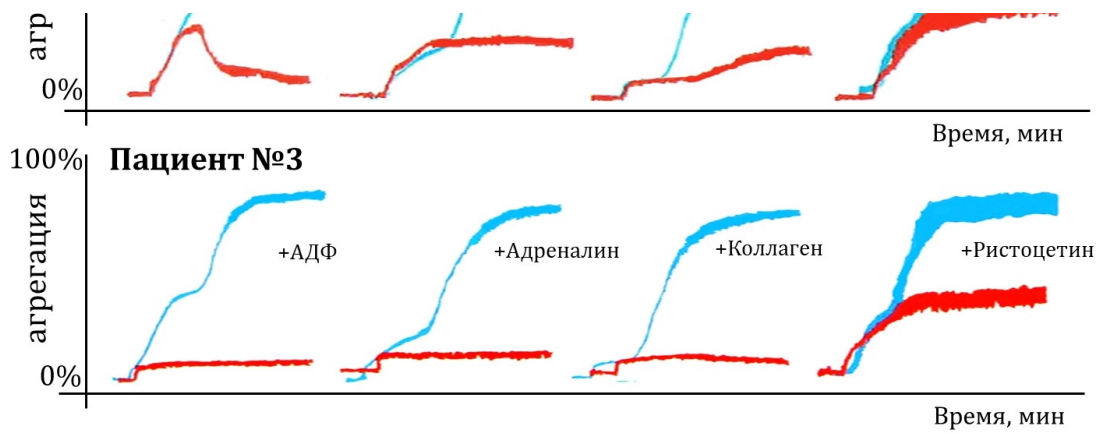 агр
0%
Время, мин
100%
Пациент №3
агрегация
+АДФ
+Адреналин
+Коллаген
+Ристоцетин
0%
Время, мин